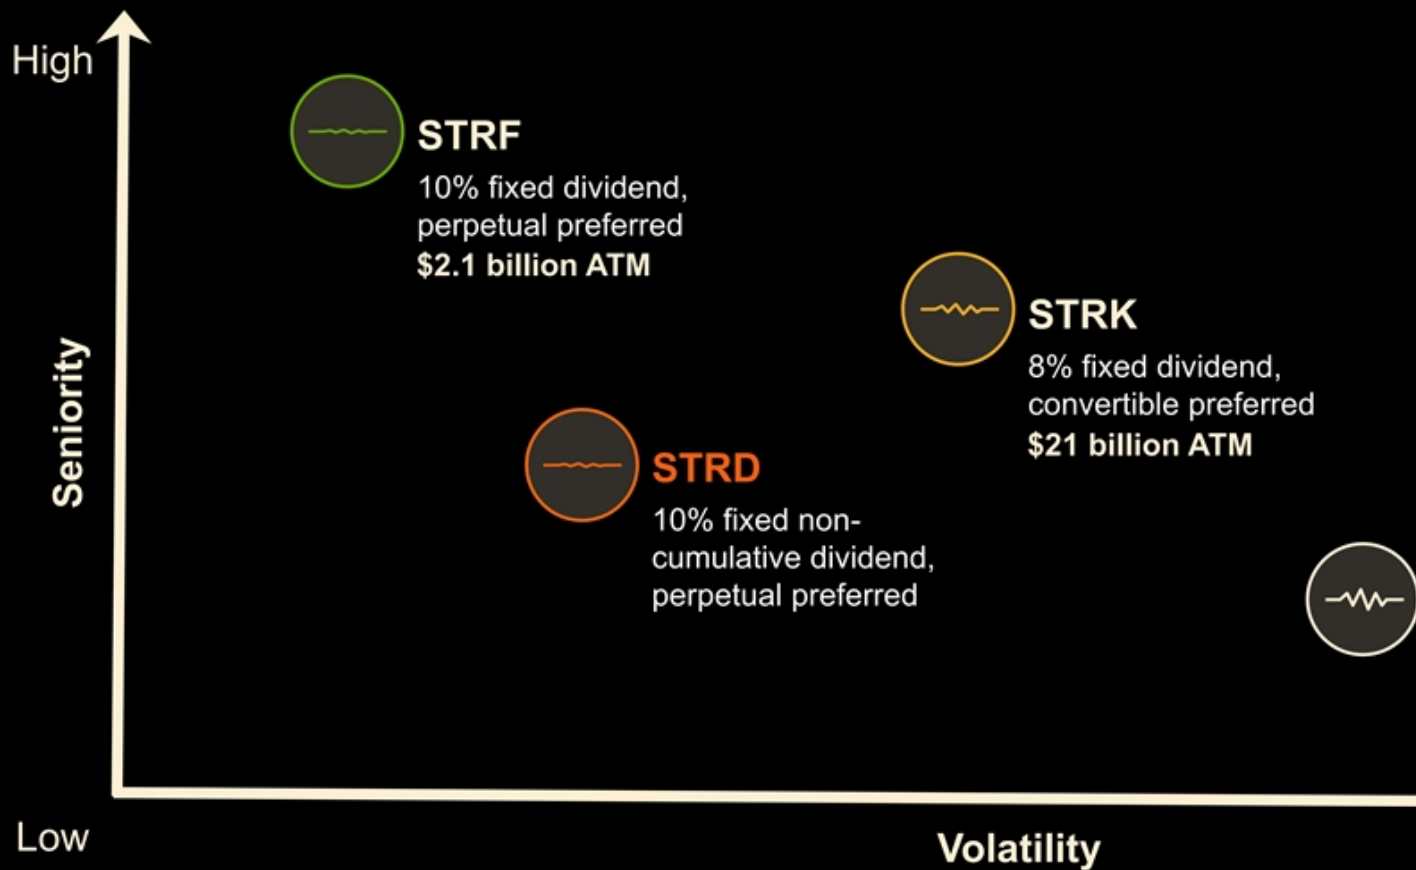 High
STRF
10% fixed dividend,
perpetual preferred
$2.1 billion ATM
STRK
8% fixed dividend,
convertible preferred
$21 billion ATM
Seniority
STRD
10% fixed non-
cumulative dividend,
perpetual preferred
Low
Volatility